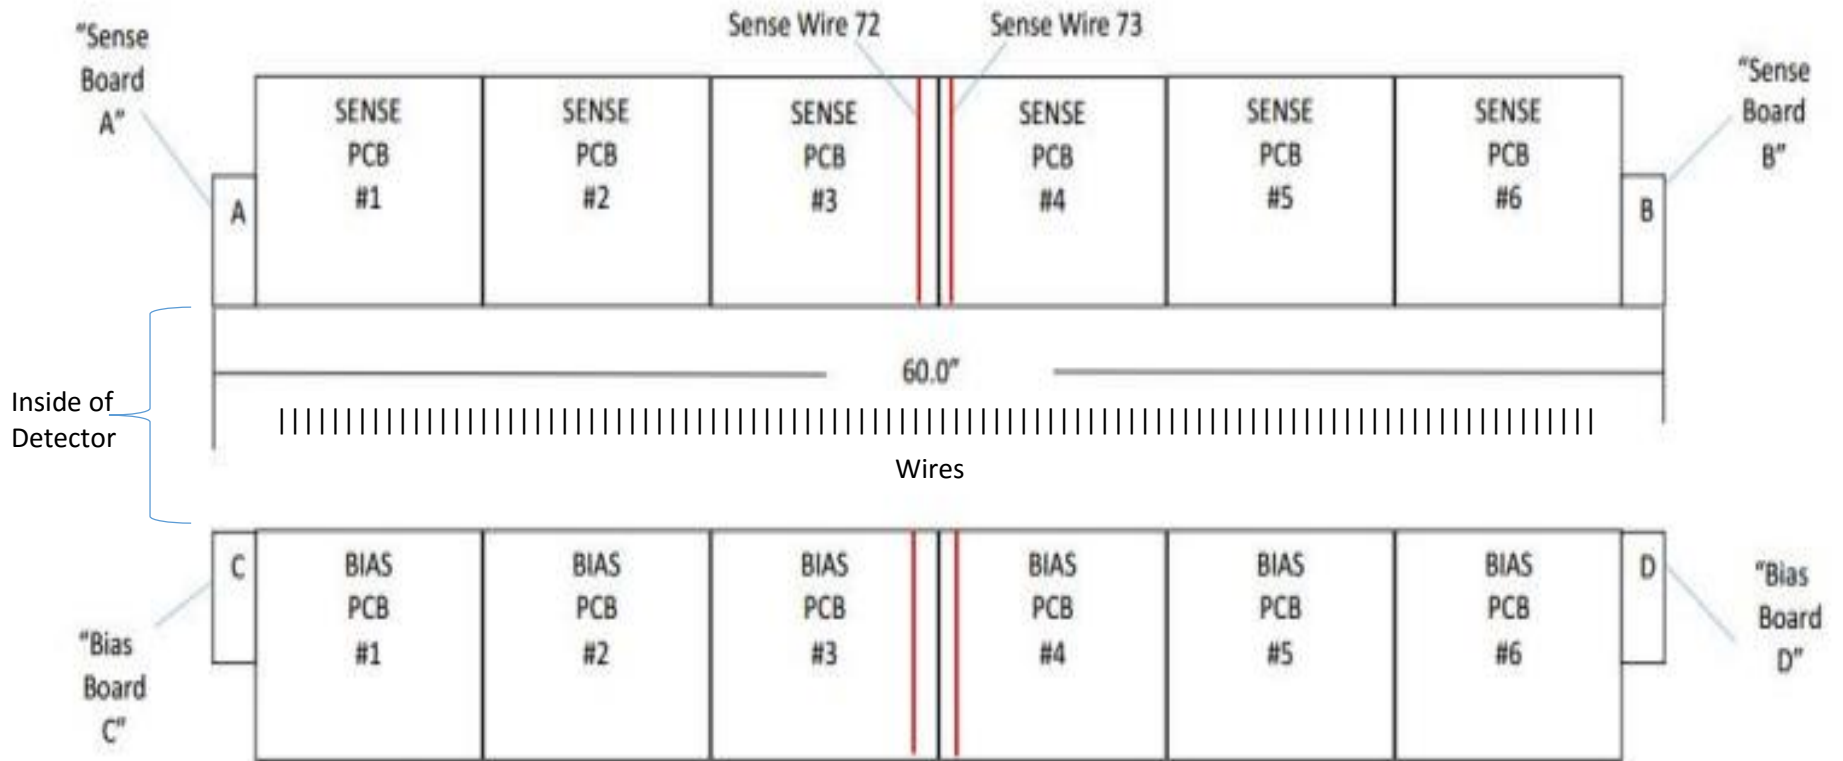 Sense Wire 72
Sense Wire 73
"Sense
Board
A"
"Sense
Board
B"
SENSE
PCB
#1
SENSE
PCB
#2
SENSE
PCB
#3
SENSE
PCB
#4
SENSE
PCB
#5
SENSE
PCB
#6
A
B
60.0"
Inside of
Detector
Wires
C
BIAS
PCB
#1
BIAS
PCB
#2
BIAS
PCB
#3
BIAS
PCB
#4
BIAS
PCB
#5
BIAS
PCB
#6
D
"Bias
Board
C"
"Bias
Board
D"